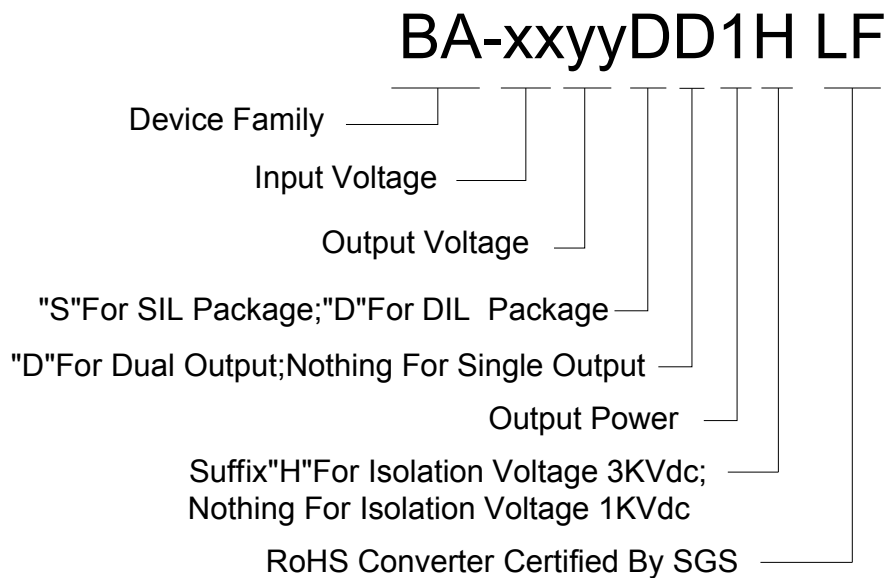 BA-xxyyDD1H LF
Device Family
Input Voltage
Output Voltage
"S"For SIL Package;"D"For DIL Package
"D"For Dual Output;Nothing For Single Output
Output Power
Suffix"H"For Isolation Voltage 3KVdc;
Nothing For Isolation Voltage 1KVdc
RoHS Converter Certified By SGS